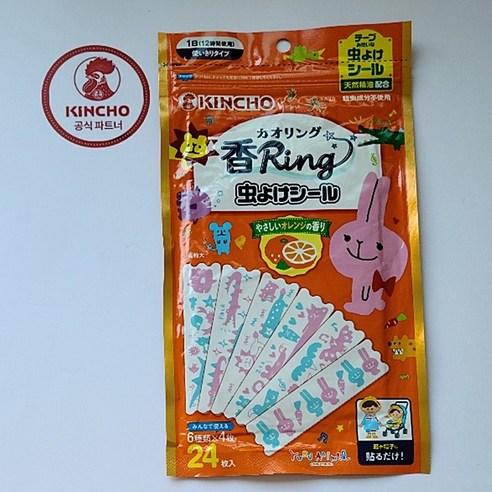 KINCHO
공식 파트너
1日(12時間使用)
使いきりタイプ
テープみたいな
虫よけ
シール
天然精油配合
KINCHO
カオリング
香Ring
虫よけシール
やさしいオレンジの香り
みんなで使える
6種類×4枚
24枚入
貼るだけ!